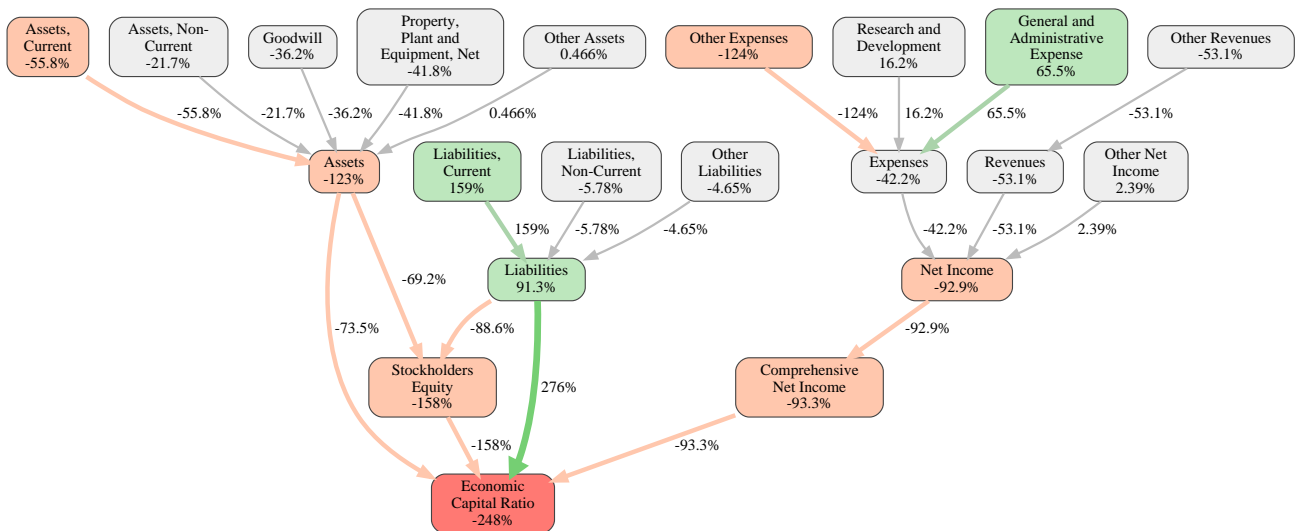 Assets,
Current
-55.8%
Assets, Non-
Current
-21.7%
Goodwill
-36.2%
Property,
Plant and
Equipment, Net
-41.8%
Other Assets
0.466%
Other Expenses
-124%
Research and
Development
16.2%
General and
Administrative
Expense
65.5%
Other Revenues
-53.1%
-55.8%
-21.7%
-36.2%
-41.8%
0.466%
-124%
16.2%
65.5%
-53.1%
Assets
-123%
Liabilities,
Current
159%
Liabilities,
Non-Current
-5.78%
Other
Liabilities
-4.65%
Expenses
-42.2%
Revenues
-53.1%
Other Net
Income
2.39%
159%
-5.78%
-4.65%
-42.2%
-53.1%
2.39%
-69.2%
Liabilities
91.3%
Net Income
-92.9%
-73.5%
-88.6%
-92.9%
Stockholders
Equity
-158%
276%
Comprehensive
Net Income
-93.3%
-158%
-93.3%
Economic
Capital Ratio
-248%